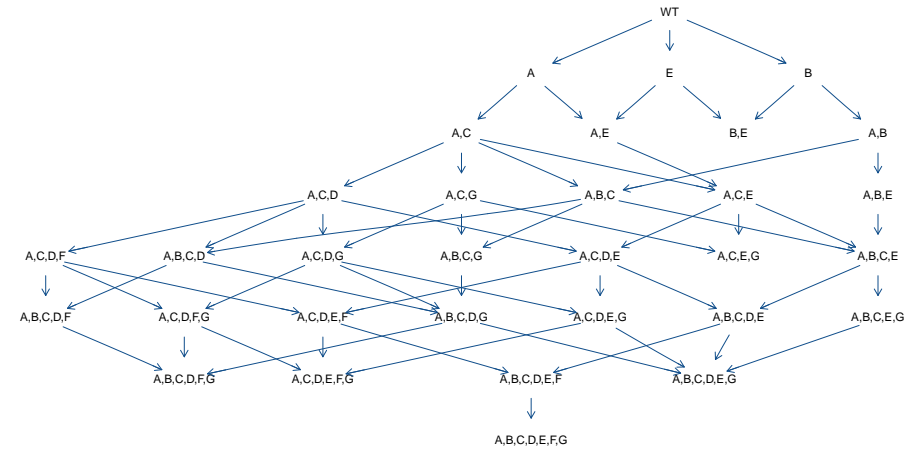 WT
A E B
A,C A,E B,E A,B
A,C,D A,C,G A,B,C A,C,E A,B,E
A,C,D,F A,B,C,D A,C,D,G A,B,C,G A,C,D,E A,C,E,G A,B,C,E
A,B,C,D,F A,C,D,F,G A,C,D,E,F A,B,C,D,G A,C,D,E,G A,B,C,D,E A,B,C,E,G
A,B,C,D,F,G A,C,D,E,F,G A,B,C,D,E,F A,B,C,D,E,G
A,B,C,D,E,F,G